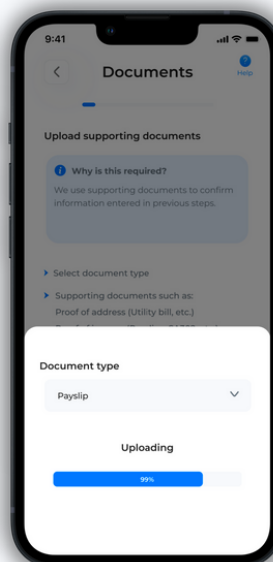 9:41
Documents
Help
Upload supporting documents
Why is this required?
We use supporting documents to confirm
information entered in previous steps.
Select document type
Supporting documents such as:
Proof of address (Utility bill, etc.)
Document type
Payslip
Uploading
99%